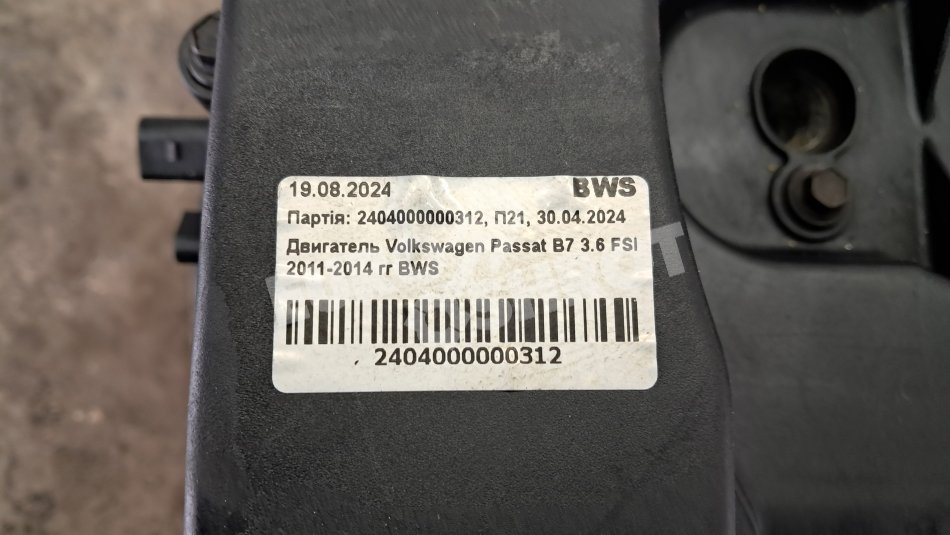 19.08.2024 BWS
Партія: 2404000000312, П21, 30.04.2024
Двигатель Volkswagen Passat B7 3.6 FSI
2011-2014 гг BWS
2404000000312